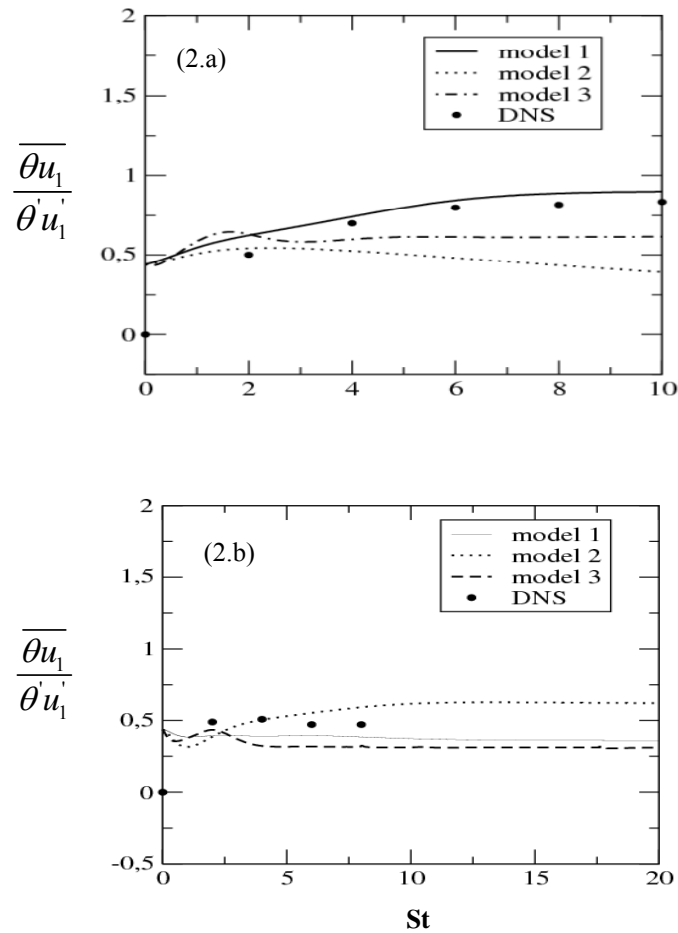 2
(2.a)
model 1
model 2
model 3
DNS
1,5
1
0,5
0
0 2 4 6 8 10
θu₁
θ'u₁'
2
(2.b)
model 1
model 2
model 3
DNS
1,5
1
0,5
0
-0,5
0 5 10 15 20
θu₁
θ'u₁'
St